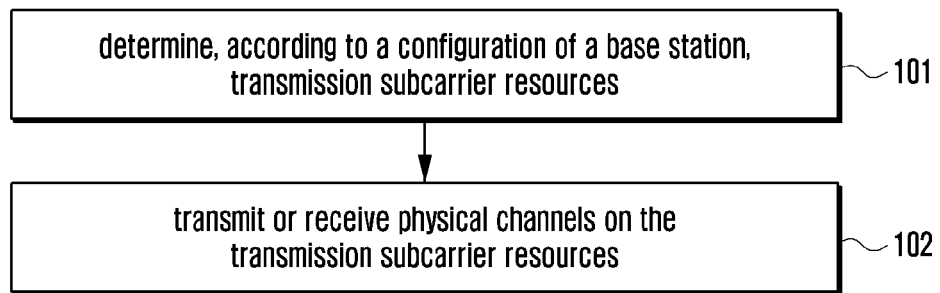 determine, according to a configuration of a base station,
transmission subcarrier resources
101
transmit or receive physical channels on the
transmission subcarrier resources
102